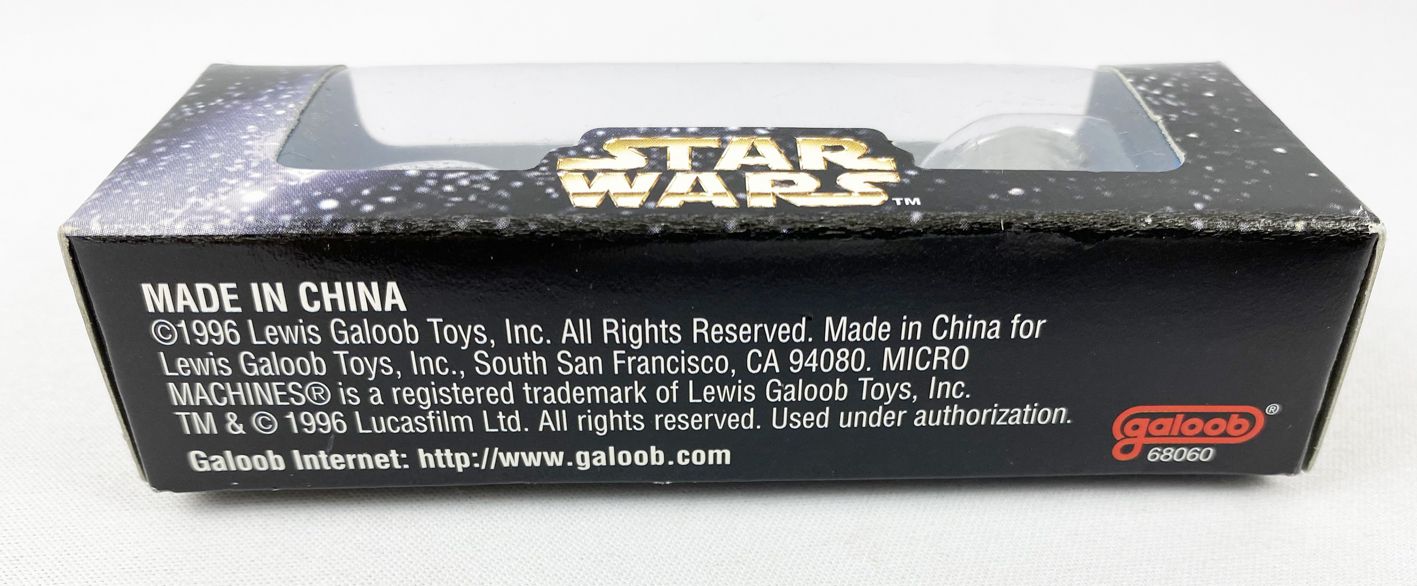 STAR
WARS™
MADE IN CHINA
©1996 Lewis Galoob Toys, Inc. All Rights Reserved. Made in China for
Lewis Galoob Toys, Inc., South San Francisco, CA 94080. MICRO
MACHINES® is a registered trademark of Lewis Galoob Toys, Inc.
TM & © 1996 Lucasfilm Ltd. All rights reserved. Used under authorization.
Galoob Internet: http://www.galoob.com
galoob®
68060